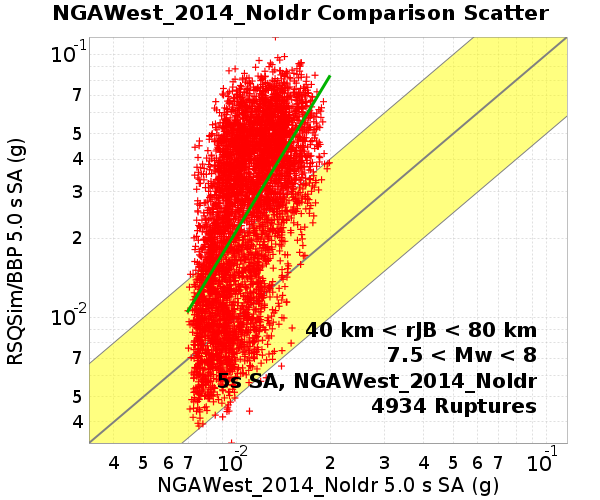 NGAWest_2014_NoIdr Comparison Scatter
10-1
7
5
4
3
2
10-2
7
5
4
RSQSim/BBP 5.0 s SA (g)
40 km < rJB < 80 km
7.5 < Mw < 8
5s SA, NGAWest_2014_NoIdr
4934 Ruptures
4 5 6 7 10-2 2 3 4 5 6 7 10-1
NGAWest_2014_NoIdr 5.0 s SA (g)